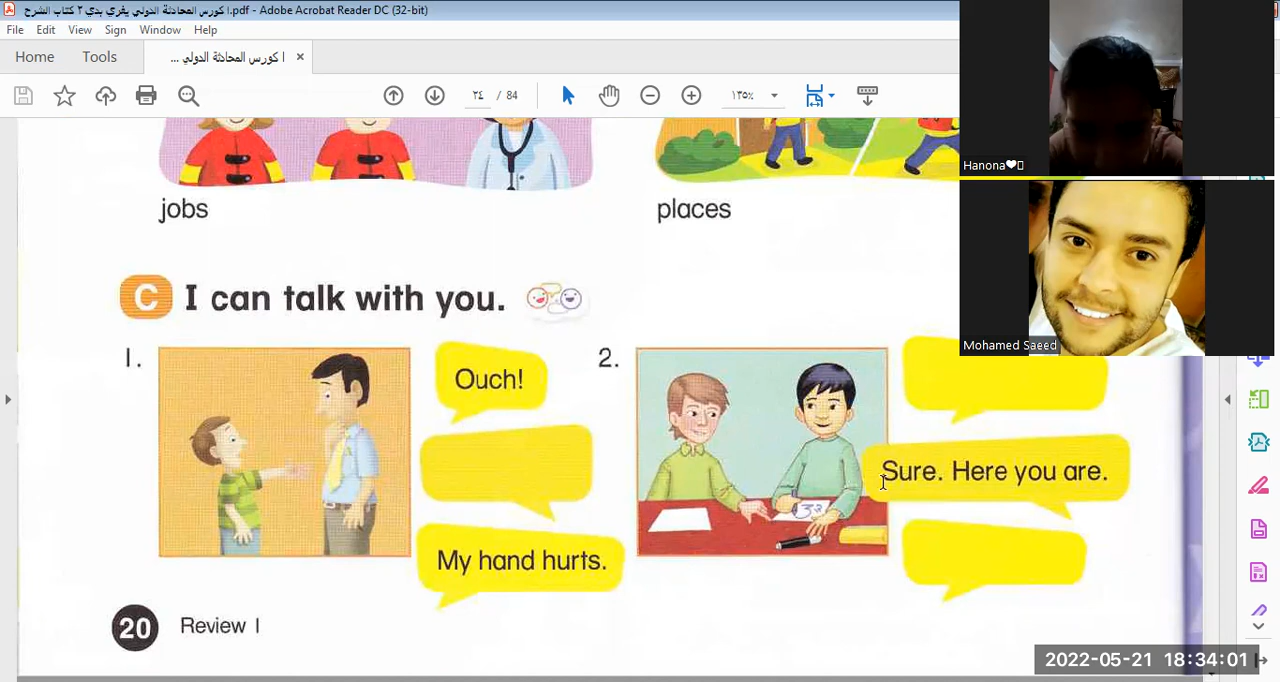 ا كورس المحادثة الدولي يفري بدي ٢ كتاب الشرح.pdf - Adobe Acrobat Reader DC (32-bit)
File Edit View Sign Window Help
Home Tools ا كورس المحادثة الدولي ... ×
٢٤ / 84 ١٣٥%
Hanona❤
jobs
places
C I can talk with you.
Mohamed Saeed
1.
Ouch!
My hand hurts.
2.
Sure. Here you are.
20 Review 1
2022-05-21 18:34:01